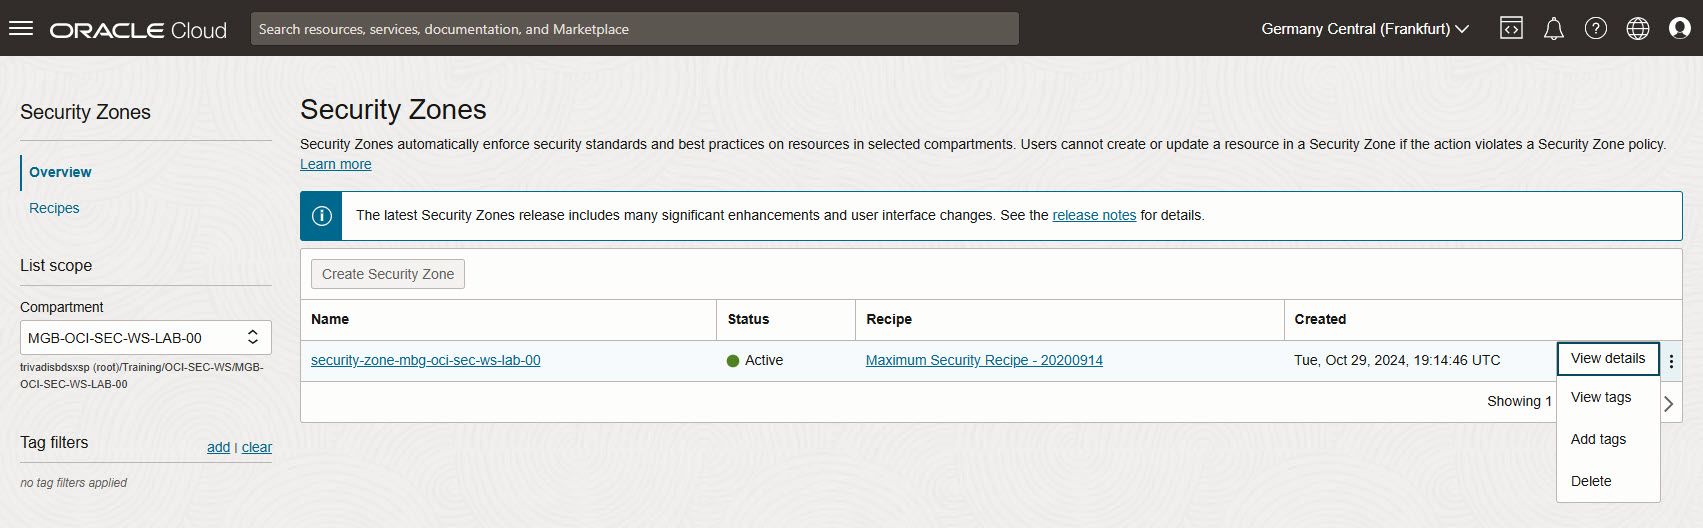 ORACLE Cloud
Search resources, services, documentation, and Marketplace
Germany Central (Frankfurt)
Security Zones
Overview
Recipes
List scope
Compartment
MGB-OCI-SEC-WS-LAB-00
trivadisbdsxsp (root)/Training/OCI-SEC-WS/MGB-
OCI-SEC-WS-LAB-00
Tag filters add | clear
no tag filters applied
Security Zones
Security Zones automatically enforce security standards and best practices on resources in selected compartments. Users cannot create or update a resource in a Security Zone if the action violates a Security Zone policy.
Learn more
The latest Security Zones release includes many significant enhancements and user interface changes. See the release notes for details.
Create Security Zone
Name Status Recipe Created
security-zone-mbg-oci-sec-ws-lab-00 Active Maximum Security Recipe - 20200914 Tue, Oct 29, 2024, 19:14:46 UTC
Showing 1
View details
View tags
Add tags
Delete